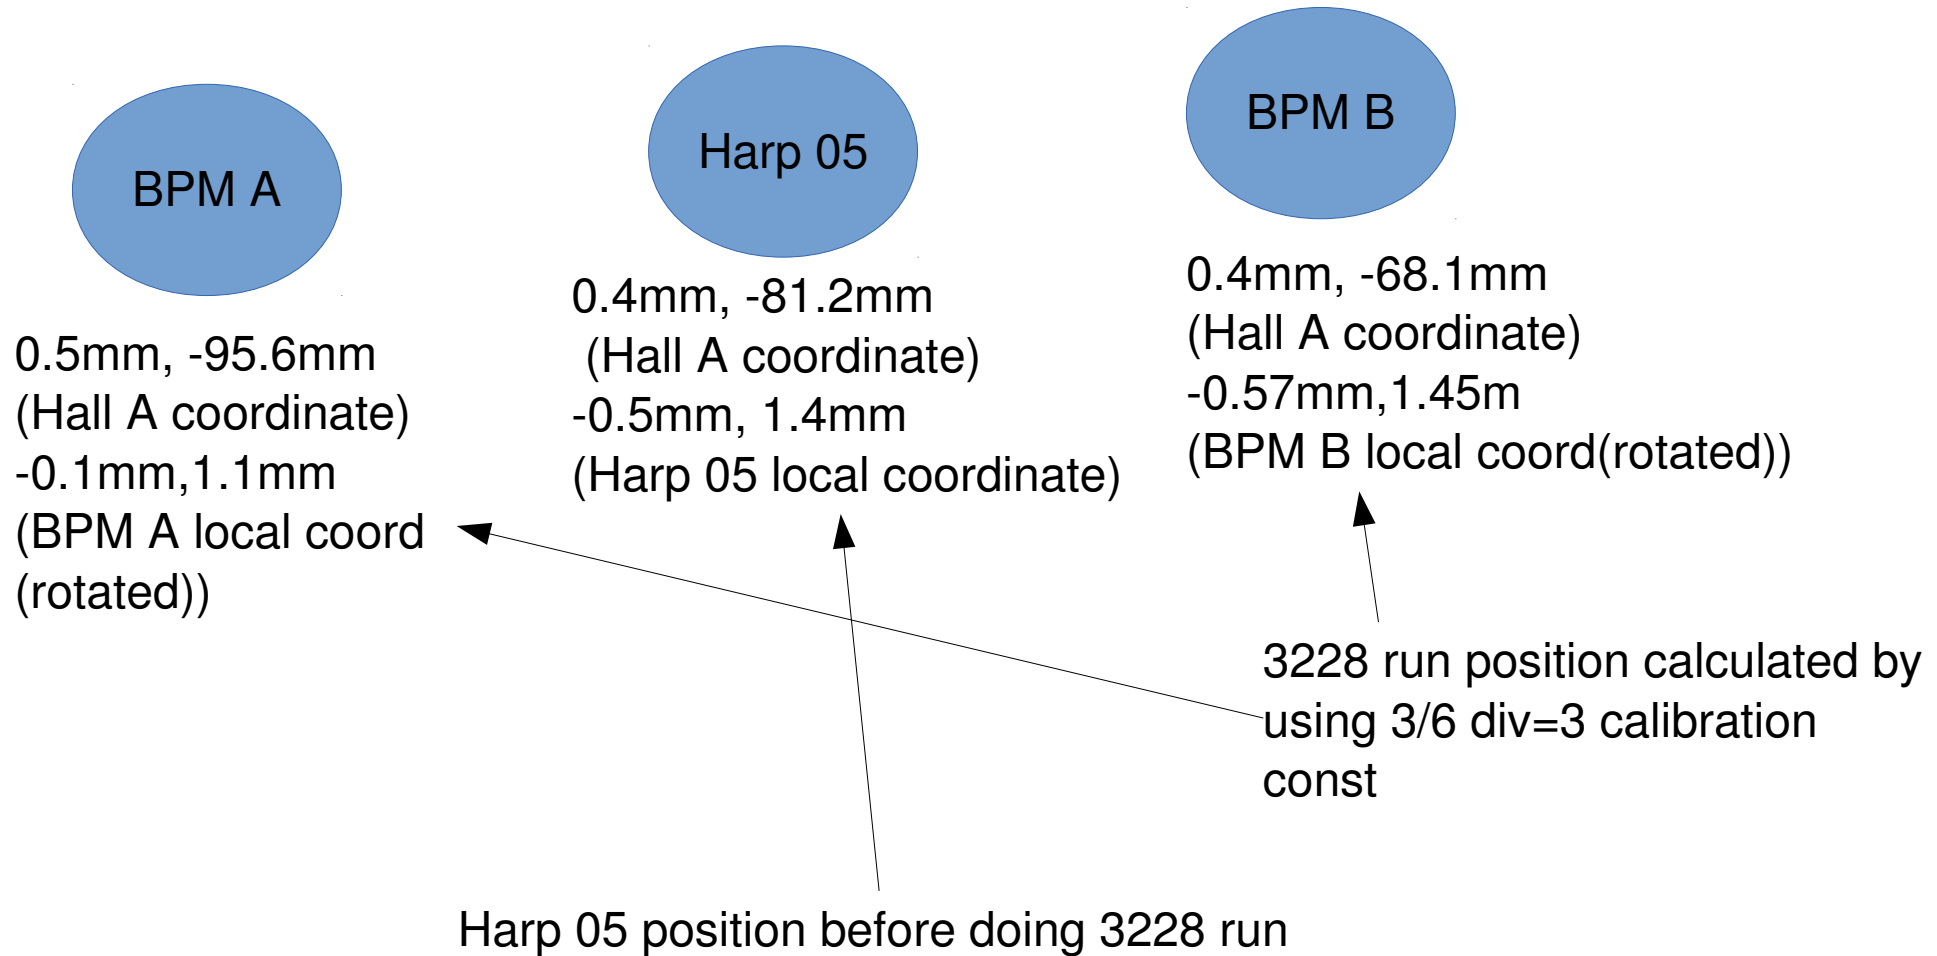 BPM A
0.5mm, -95.6mm
(Hall A coordinate)
-0.1mm,1.1mm
(BPM A local coord
(rotated))
Harp 05
0.4mm, -81.2mm
(Hall A coordinate)
-0.5mm, 1.4mm
(Harp 05 local coordinate)
BPM B
0.4mm, -68.1mm
(Hall A coordinate)
-0.57mm,1.45m
(BPM B local coord(rotated))
3228 run position calculated by
using 3/6 div=3 calibration
const
Harp 05 position before doing 3228 run